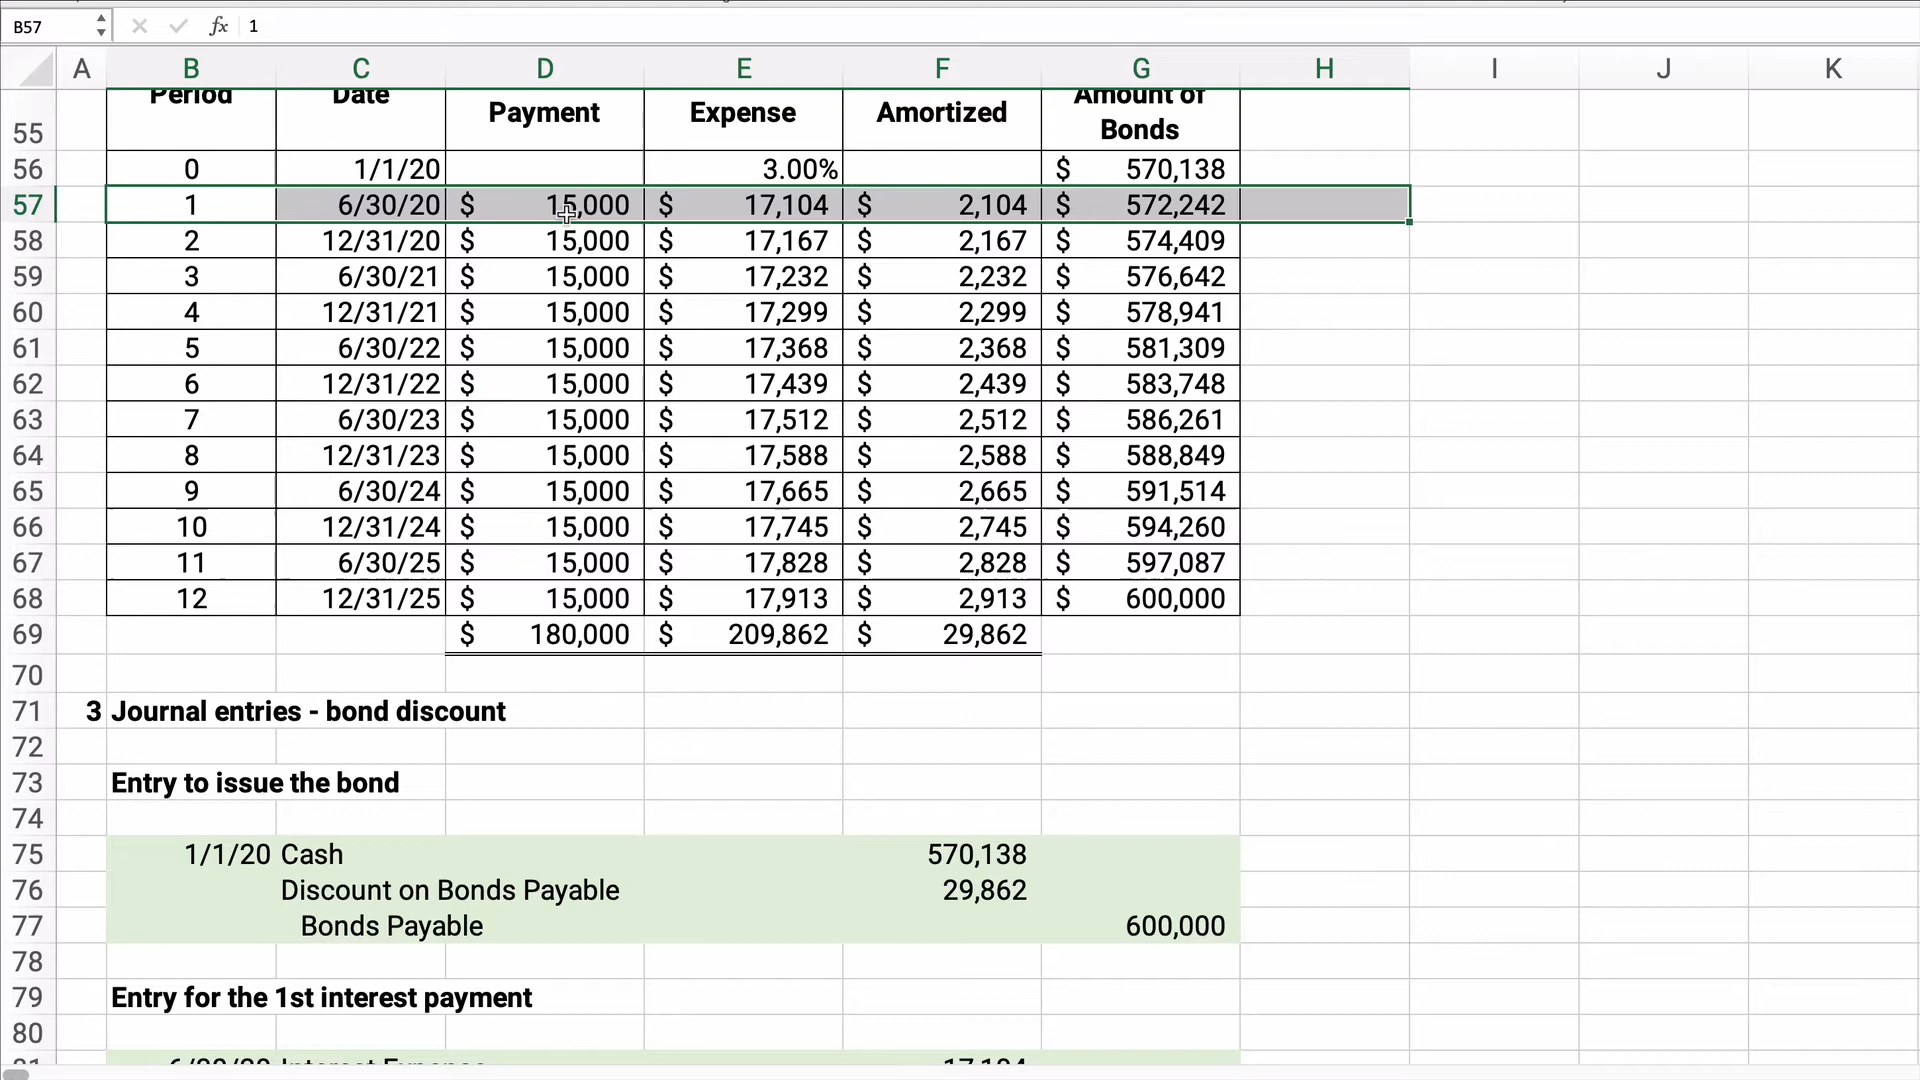 B57 fx 1
A B C D E F G H I J K
Period Date Payment Expense Amortized Amount of
55 Bonds
56 0 1/1/20 3.00% $ 570,138
57 1 6/30/20 $ 15,000 $ 17,104 $ 2,104 $ 572,242
58 2 12/31/20 $ 15,000 $ 17,167 $ 2,167 $ 574,409
59 3 6/30/21 $ 15,000 $ 17,232 $ 2,232 $ 576,642
60 4 12/31/21 $ 15,000 $ 17,299 $ 2,299 $ 578,941
61 5 6/30/22 $ 15,000 $ 17,368 $ 2,368 $ 581,309
62 6 12/31/22 $ 15,000 $ 17,439 $ 2,439 $ 583,748
63 7 6/30/23 $ 15,000 $ 17,512 $ 2,512 $ 586,261
64 8 12/31/23 $ 15,000 $ 17,588 $ 2,588 $ 588,849
65 9 6/30/24 $ 15,000 $ 17,665 $ 2,665 $ 591,514
66 10 12/31/24 $ 15,000 $ 17,745 $ 2,745 $ 594,260
67 11 6/30/25 $ 15,000 $ 17,828 $ 2,828 $ 597,087
68 12 12/31/25 $ 15,000 $ 17,913 $ 2,913 $ 600,000
69 $ 180,000 $ 209,862 $ 29,862
70
71 3 Journal entries - bond discount
72
73 Entry to issue the bond
74
75 1/1/20 Cash 570,138
76 Discount on Bonds Payable 29,862
77 Bonds Payable 600,000
78
79 Entry for the 1st interest payment
80